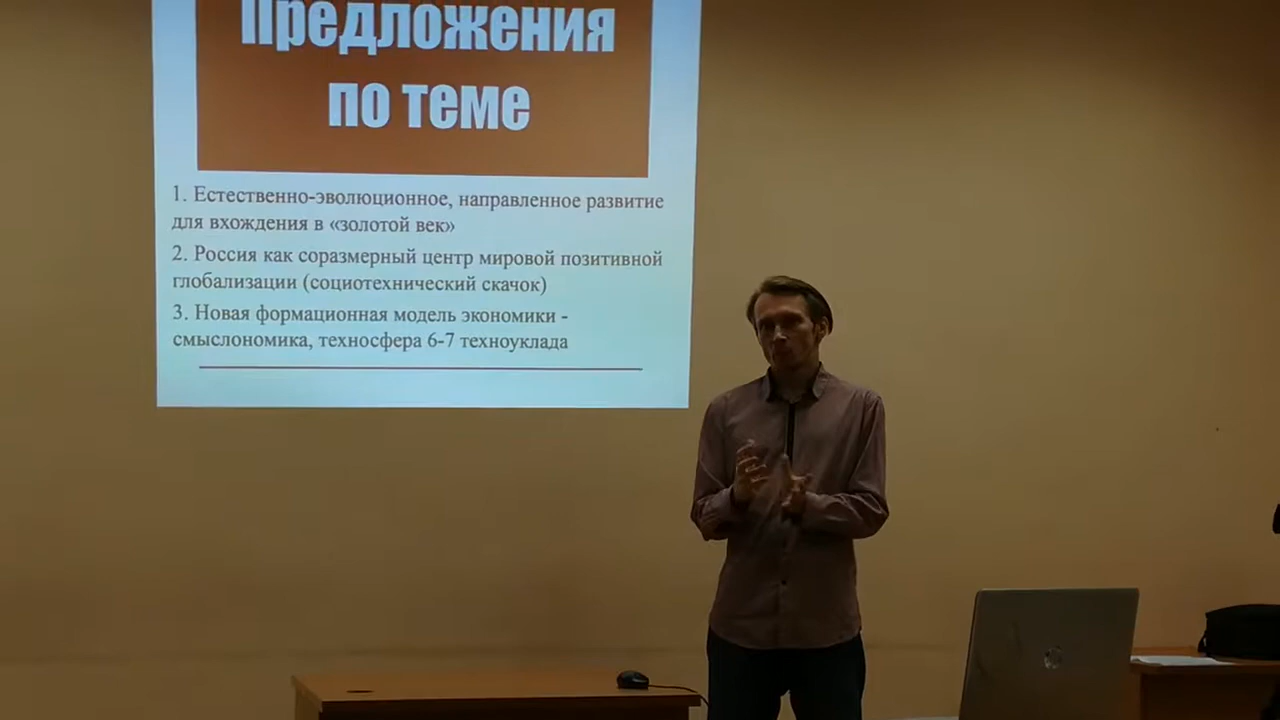 Предложения
по теме
1. Естественно-эволюционное, направленное развитие
для вхождения в «золотой век»
2. Россия как соразмерный центр мировой позитивной
глобализации (социотехнический скачок)
3. Новая формационная модель экономики -
смыслономика, техносфера 6-7 техноуклада
hp